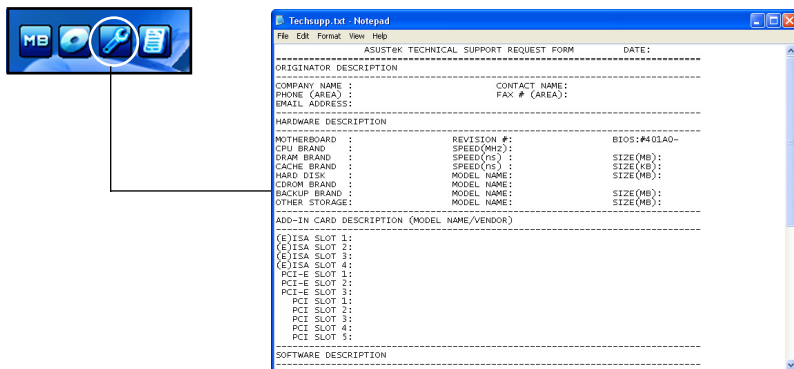 MB
Techsupp.txt - Notepad
File Edit Format View Help
ASUSTeK TECHNICAL SUPPORT REQUEST FORM DATE:
ORIGINATOR DESCRIPTION
COMPANY NAME : CONTACT NAME:
PHONE (AREA) : FAX # (AREA):
EMAIL ADDRESS:
HARDWARE DESCRIPTION
MOTHERBOARD : REVISION #: BIOS:#401A0-
CPU BRAND : SPEED(MHz):
DRAM BRAND : SPEED(ns) : SIZE(MB):
CACHE BRAND : SPEED(ns) : SIZE(KB):
HARD DISK : MODEL NAME: SIZE(MB):
CDROM BRAND : MODEL NAME:
BACKUP BRAND : MODEL NAME: SIZE(MB):
OTHER STORAGE: MODEL NAME: SIZE(MB):
ADD-IN CARD DESCRIPTION (MODEL NAME/VENDOR)
(E)ISA SLOT 1:
(E)ISA SLOT 2:
(E)ISA SLOT 3:
(E)ISA SLOT 4:
PCI-E SLOT 1:
PCI-E SLOT 2:
PCI-E SLOT 3:
PCI SLOT 1:
PCI SLOT 2:
PCI SLOT 3:
PCI SLOT 4:
PCI SLOT 5:
SOFTWARE DESCRIPTION